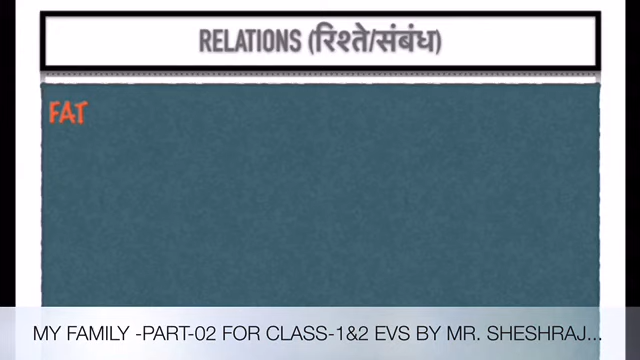 RELATIONS (रिश्ते/संबंध)
FAT
MY FAMILY -PART-02 FOR CLASS-1&2 EVS BY MR. SHESHRAJ...